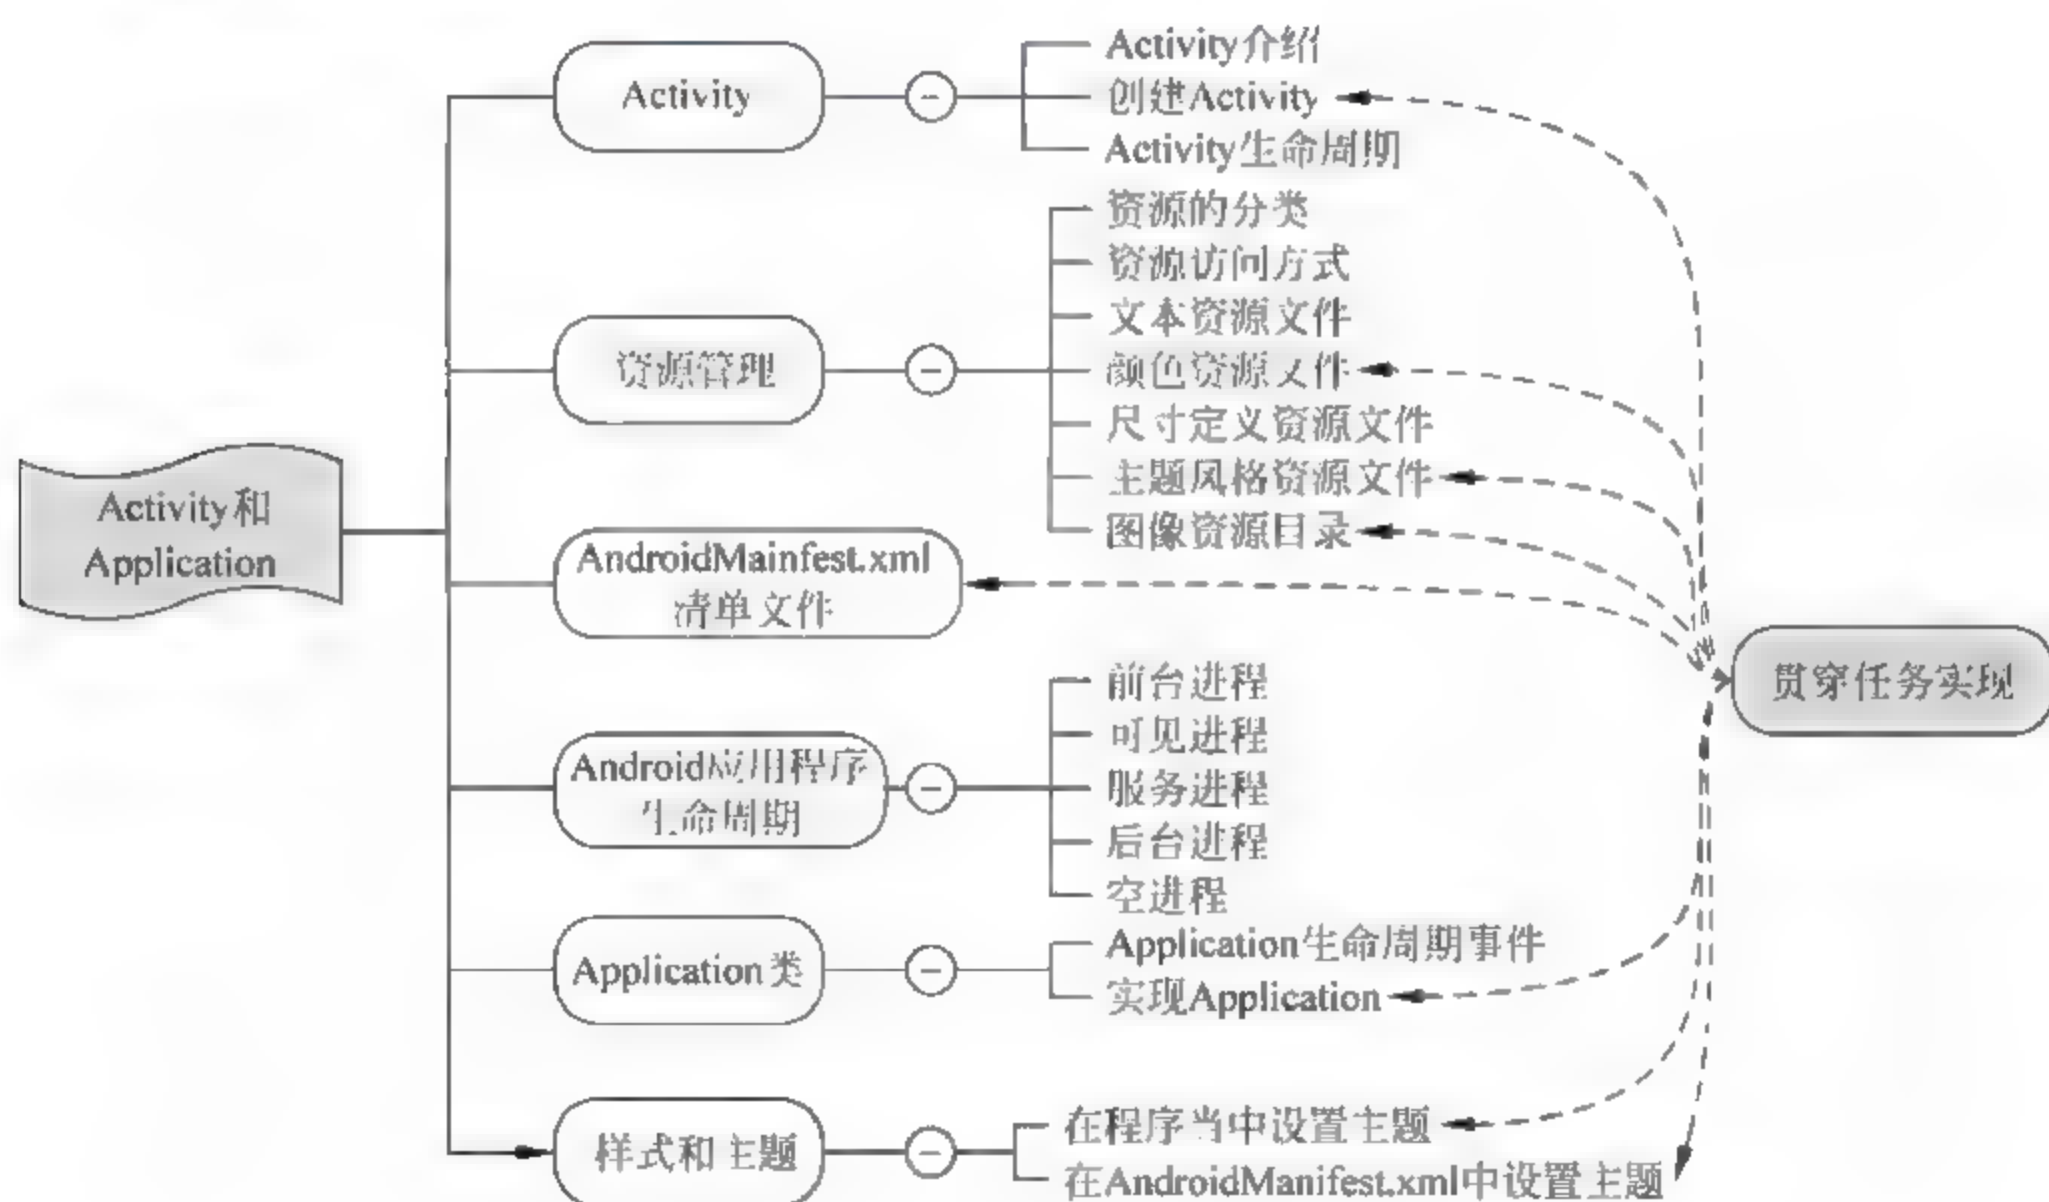 Activity和
Application
Activity
Activity介绍
创建Activity
Activity生命周期
资源管理
资源的分类
资源访问方式
文本资源文件
颜色资源文件
尺寸定义资源文件
主题风格资源文件
图像资源目录
AndroidMainfest.xml
清单文件
Android应用程序
生命周期
前台进程
可见进程
服务进程
后台进程
空进程
Application类
Application生命周期事件
实现Application
样式和主题
在程序当中设置主题
在AndroidManifest.xml中设置主题
贯穿任务实现